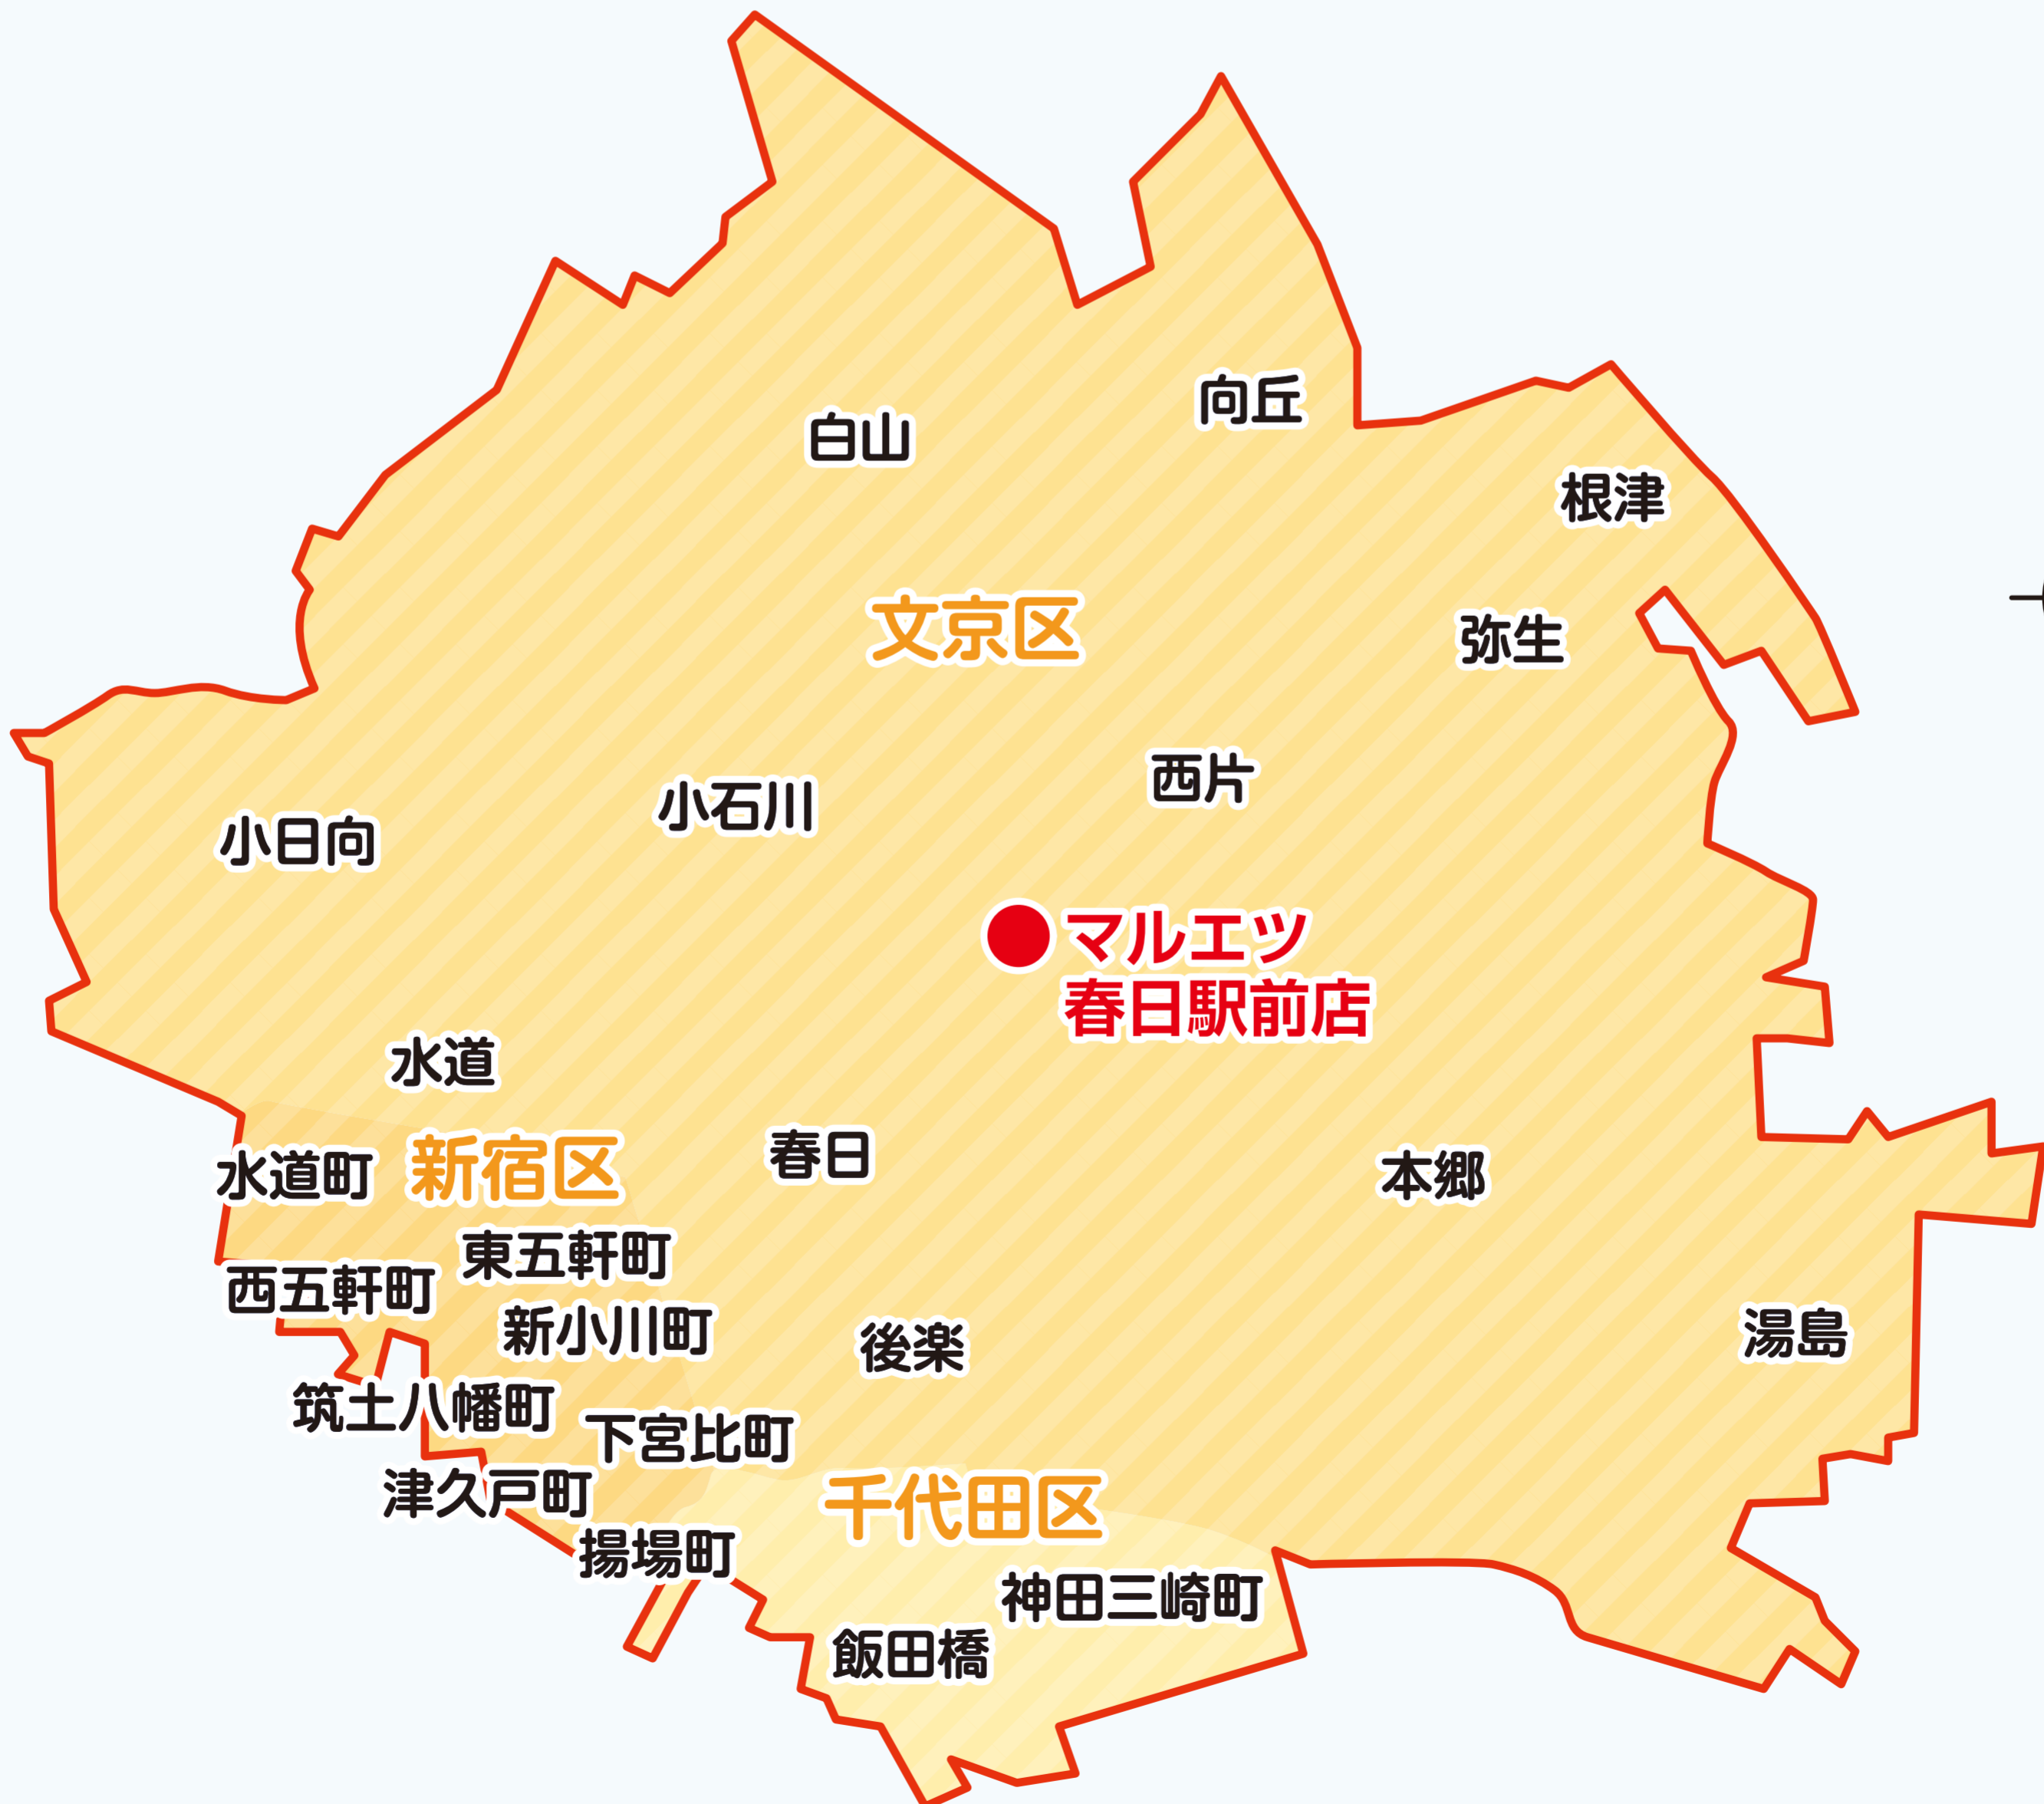 向丘
白山
根津
文京区
弥生
西片
小石川
小日向
マルエツ
春日駅前店
水道
春日
新宿区
水道町
本郷
東五軒町
西五軒町
新小川町
湯島
後楽
筑土八幡町
下宮比町
津久戸町
千代田区
揚場町
神田三崎町
飯田橋